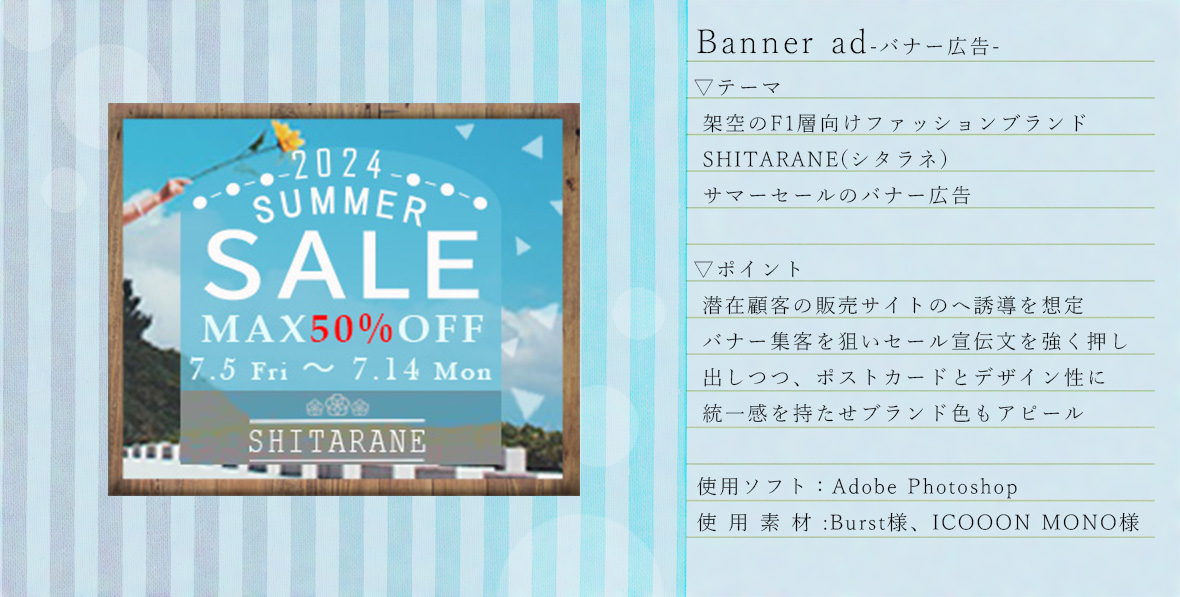 2024
SUMMER
SALE
MAX50%OFF
7.5 Fri ～ 7.14 Mon
SHITARANE
Banner ad-バナー広告-
▽テーマ
架空のF1層向けファッションブランド
SHITARANE(シタラネ)
サマーセールのバナー広告
▽ポイント
潜在顧客の販売サイトのへ誘導を想定
バナー集客を狙いセール宣伝文を強く押し
出しつつ、ポストカードとデザイン性に
統一感を持たせブランド色もアピール
使用ソフト：Adobe Photoshop
使用素材:Burst様、ICOOON MONO様